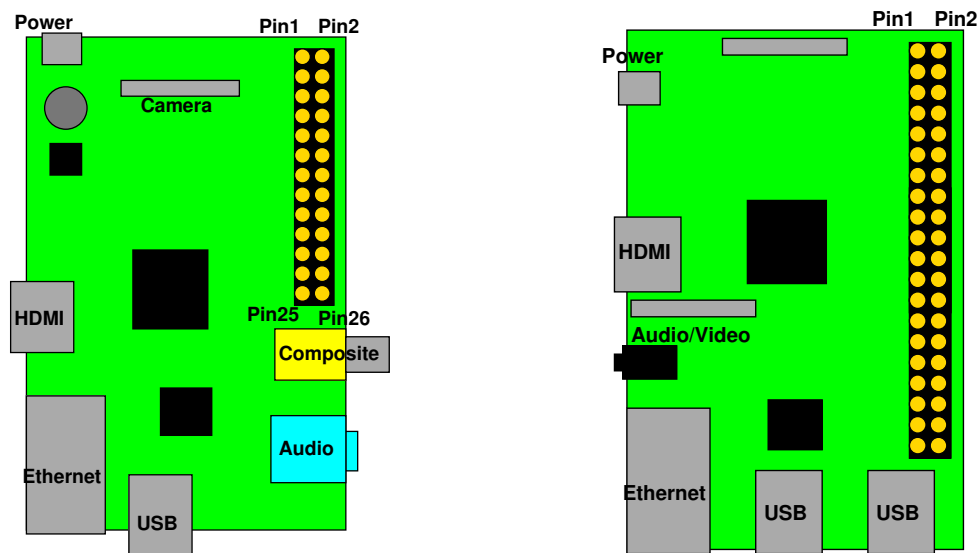 Power
Pin1 Pin2
Camera
HDMI
Pin25 Pin26
Composite
Audio
Ethernet
USB
Pin1 Pin2
Power
HDMI
Audio/Video
Ethernet
USB
USB